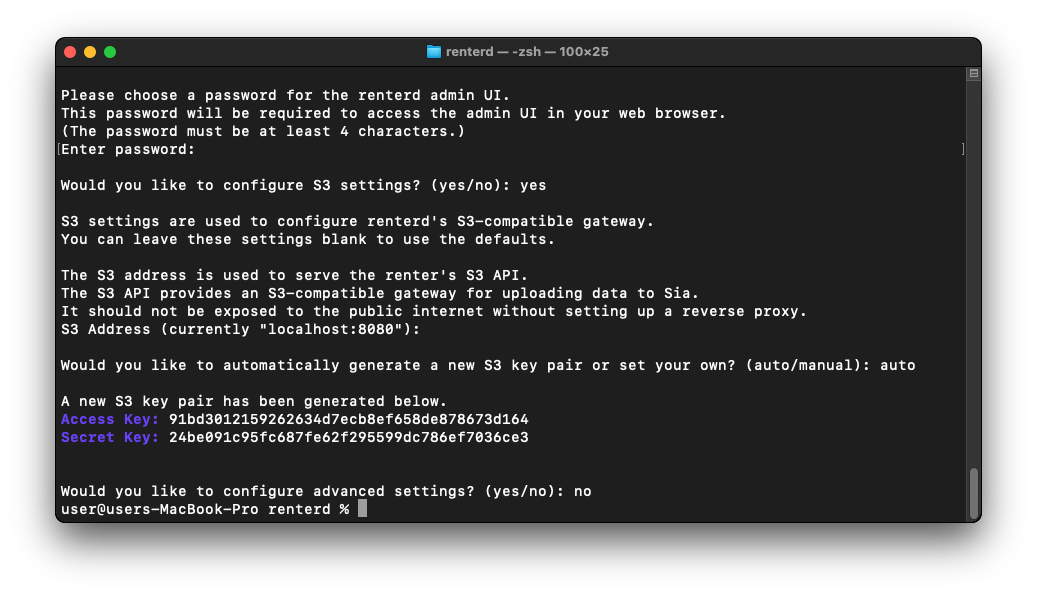 renterd — -zsh — 100×25
Please choose a password for the renterd admin UI.
This password will be required to access the admin UI in your web browser.
(The password must be at least 4 characters.)
[Enter password: ]
Would you like to configure S3 settings? (yes/no): yes
S3 settings are used to configure renterd's S3-compatible gateway.
You can leave these settings blank to use the defaults.
The S3 address is used to serve the renter's S3 API.
The S3 API provides an S3-compatible gateway for uploading data to Sia.
It should not be exposed to the public internet without setting up a reverse proxy.
S3 Address (currently "localhost:8080"):
Would you like to automatically generate a new S3 key pair or set your own? (auto/manual): auto
A new S3 key pair has been generated below.
Access Key: 91bd3012159262634d7ecb8ef658de878673d164
Secret Key: 24be091c95fc687fe62f295599dc786ef7036ce3
Would you like to configure advanced settings? (yes/no): no
user@users-MacBook-Pro renterd %